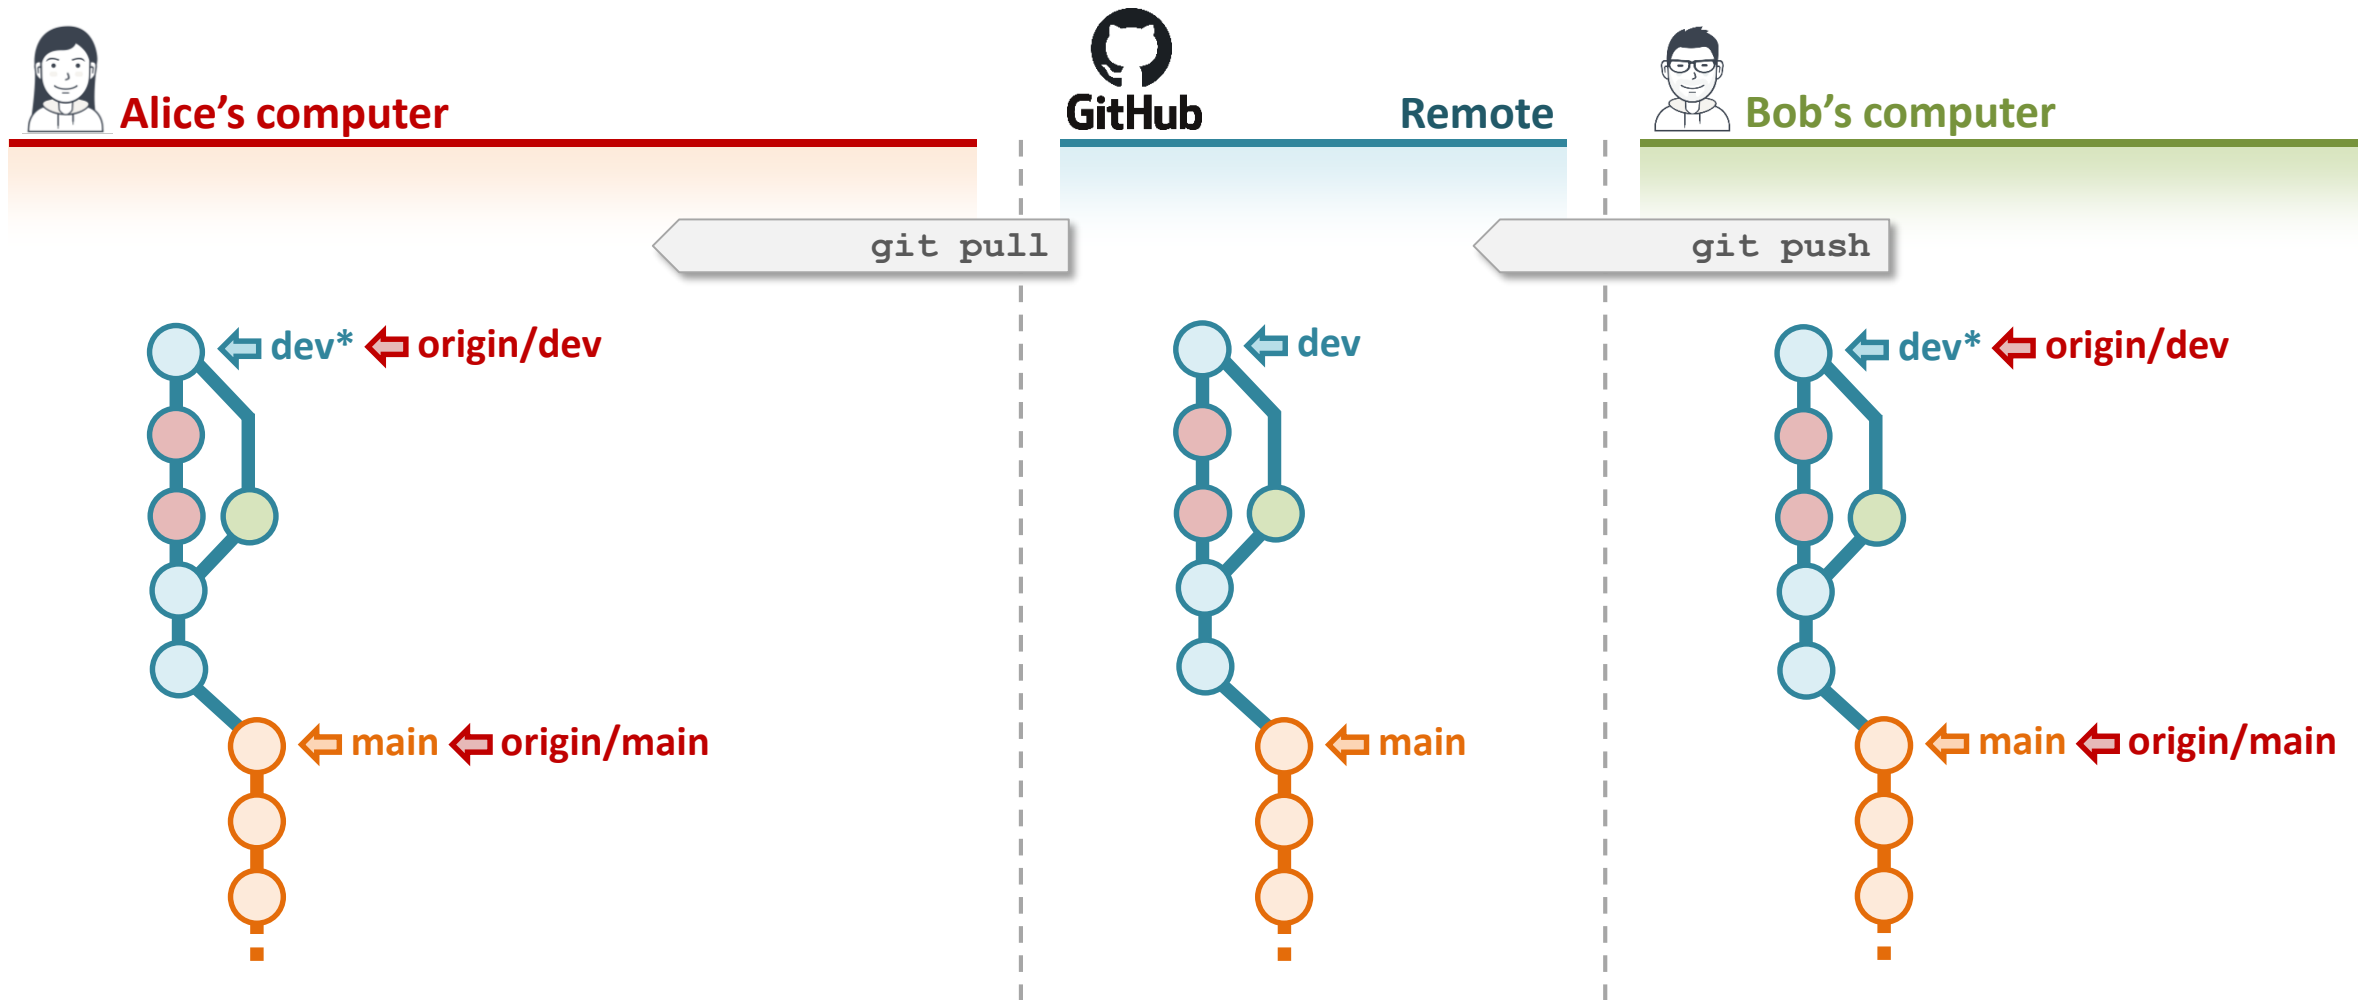 Alice’s computer
GitHub
Remote
Bob’s computer
git pull
git push
dev* origin/dev
dev
dev* origin/dev
main origin/main
main
main origin/main